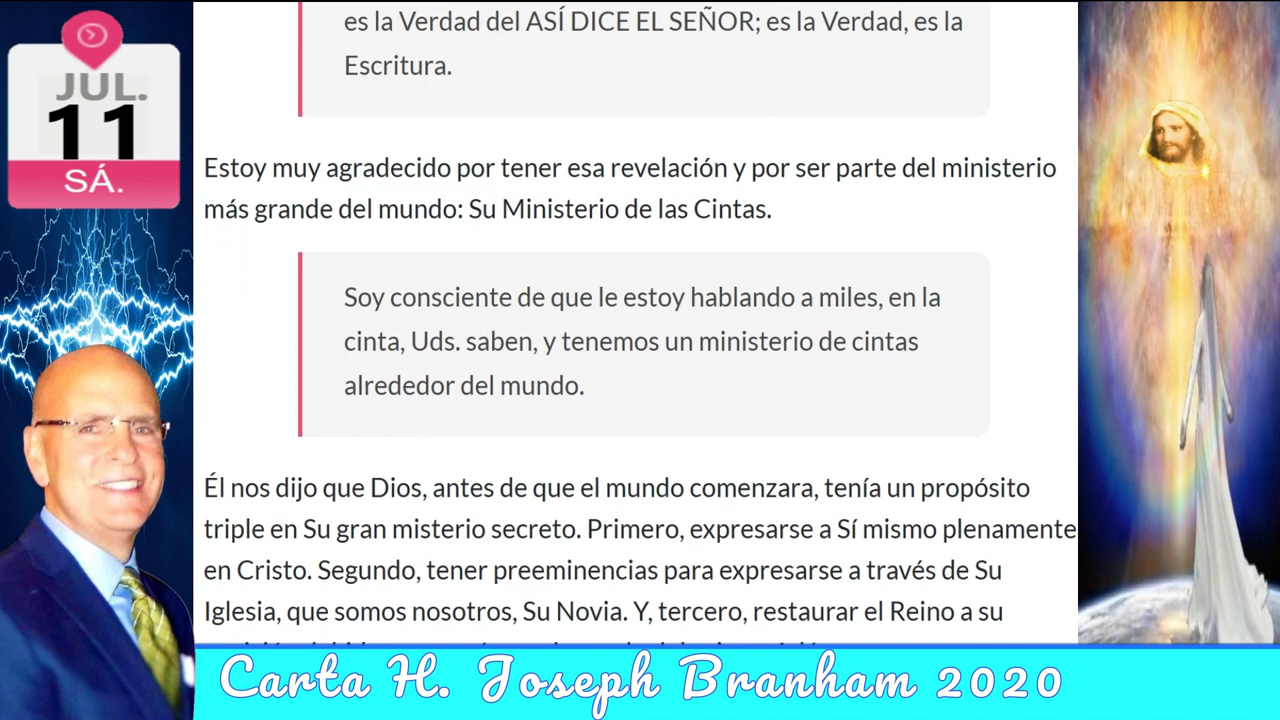 JUL.
11
SÁ.
es la Verdad del ASÍ DICE EL SEÑOR; es la Verdad, es la
Escritura.
Estoy muy agradecido por tener esa revelación y por ser parte del ministerio
más grande del mundo: Su Ministerio de las Cintas.
Soy consciente de que le estoy hablando a miles, en la
cinta, Uds. saben, y tenemos un ministerio de cintas
alrededor del mundo.
Él nos dijo que Dios, antes de que el mundo comenzara, tenía un propósito
triple en Su gran misterio secreto. Primero, expresarse a Sí mismo plenamente
en Cristo. Segundo, tener preeminencias para expresarse a través de Su
Iglesia, que somos nosotros, Su Novia. Y, tercero, restaurar el Reino a su
Carta H. Joseph Branham 2020